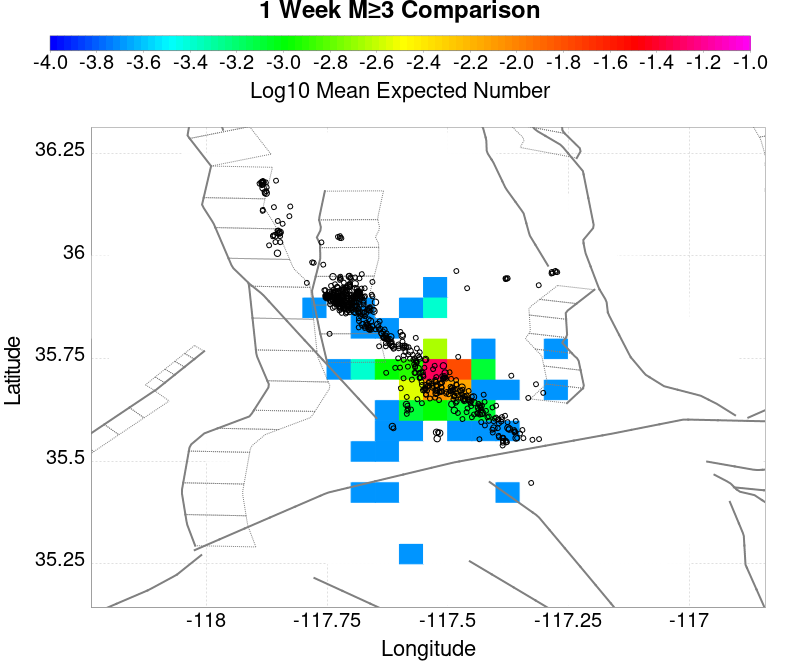 1 Week M≥3 Comparison
-4.0 -3.8 -3.6 -3.4 -3.2 -3.0 -2.8 -2.6 -2.4 -2.2 -2.0 -1.8 -1.6 -1.4 -1.2 -1.0
Log10 Mean Expected Number
36.25
36
35.75
35.5
35.25
Latitude
-118 -117.75 -117.5 -117.25 -117
Longitude